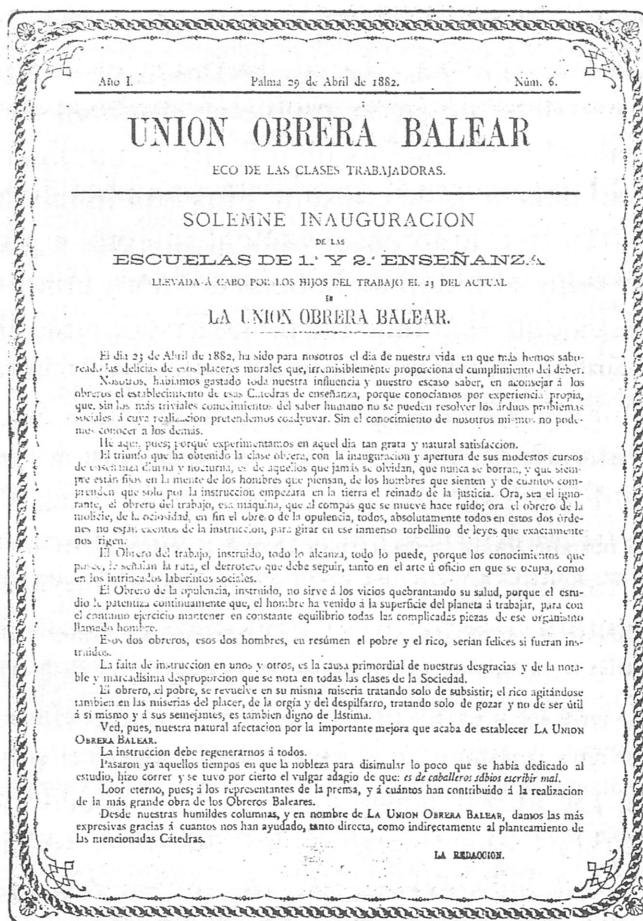 Año I. Palma 29 de Abril de 1882. Núm. 6.
UNION OBRERA BALEAR
ECO DE LAS CLASES TRABAJADORAS.
SOLEMNE INAUGURACION
DE LAS
ESCUELAS DE 1.ª Y 2.ª ENSEÑANZA
LLEVADA Á CABO POR LOS HIJOS DEL TRABAJO EL 23 DEL ACTUAL
EN
LA UNION OBRERA BALEAR.
El dia 23 de Abril de 1882, ha sido para nosotros el dia de nuestra vida en que más hemos sabo-
reado las delicias de esos placeres morales que, irremisiblemente proporciona el cumplimiento del deber.
Nosotros, habiamos gastado toda nuestra influencia y nuestro escaso saber, en aconsejar á los
obreros el establecimiento de esas Catedras de enseñanza, porque conociamos por experiencia propia,
que, sin los más triviales conocimientos del saber humano no se pueden resolver los árduos problemas
sociales á cuya realizacion pretendemos coadyuvar. Sin el conocimiento de nosotros mismos no pode-
mos conocer a los demás.
He aqui, pues; porqué experimentamos en aquel dia tan grata y natural satisfaccion.
El triunfo que ha obtenido la clase obrera, con la inauguracion y apertura de sus modestos cursos
de enseñanza diurna y nocturna, es de aquellos que jamás se olvidan, que nunca se borran, y que siem-
pre están fijos en la mente de los hombres que piensan, de los hombres que sienten y de cuantos com-
prenden que solo por la instruccion empezara en la tierra el reinado de la justicia. Ora, sea el igno-
rante, el obrero del trabajo, esa máquina, que al compas que se mueve hace ruido; ora el obrero de la
molicie, de la ociosidad, en fin el obrero de la opulencia, todos, absolutamente todos en estos dos órde-
nes no están exentos de la instruccion, para girar en ese inmenso torbellino de leyes que exactamente
nos rigen.
El Obrero del trabajo, instruido, todo lo alcanza, todo lo puede, porque los conocimientos que
posee, le señalan la ruta, el derrotero que debe seguir, tanto en el arte ú oficio en que se ocupa, como
en los intrincados laberintos sociales.
El Obrero de la opulencia, instruido, no sirve á los vicios quebrantando su salud, porque el estu-
dio le patentiza continuamente que, el hombre ha venido á la superficie del planeta á trabajar, para con
el continuo ejercicio mantener en constante equilibrio todas las complicadas piezas de ese organismo
llamado hombre.
Esos dos obreros, esos dos hombres, en resúmen el pobre y el rico, serian felices si fueran ins-
truidos.
La falta de instruccion en unos y otros, es la causa primordial de nuestras desgracias y de la nota-
ble y marcadisima desproporcion que se nota en todas las clases de la Sociedad.
El obrero, el pobre, se revuelve en su misma miseria tratando solo de subsistir; el rico agitándose
tambien en las miserias del placer, de la orgía y del despilfarro, tratando solo de gozar y no de ser útil
á si mismo y á sus semejantes, es tambien digno de lástima.
Ved, pues, nuestra natural afectacion por la importante mejora que acaba de establecer LA UNION
OBRERA BALEAR.
La instruccion debe regenerarnos á todos.
Pasaron ya aquellos tiempos en que la nobleza para disimular lo poco que se habia dedicado al
estudio, hizo correr y se tuvo por cierto el vulgar adagio de que: es de caballeros sábios escribir mal.
Loor eterno, pues; á los representantes de la prensa, y á cuántos han contribuido á la realizacion
de la más grande obra de los Obreros Baleares.
Desde nuestras humildes columnas, y en nombre de LA UNION OBRERA BALEAR, damos las más
expresivas gracias á cuantos nos han ayudado, tanto directa, como indirectamente al planteamiento de
las mencionadas Cátedras.
LA REDACCION.